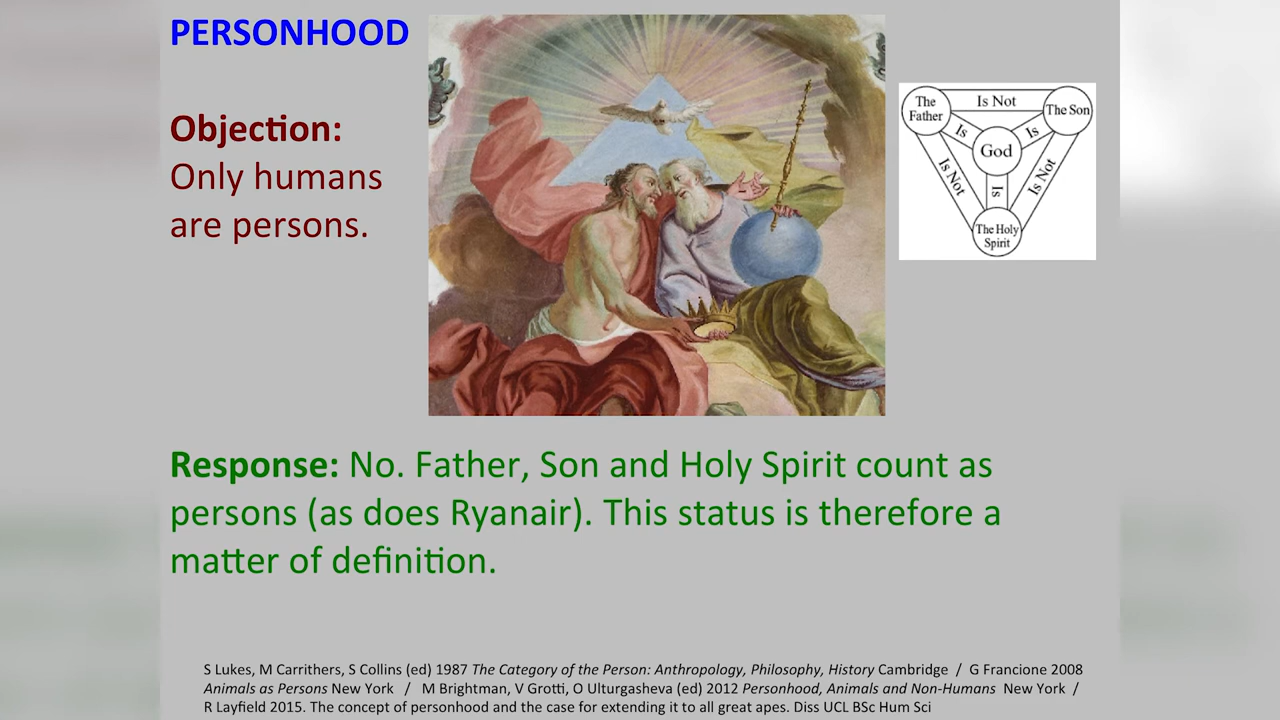 PERSONHOOD
Objection:
Only humans
are persons.
The
Father
Is Not
The Son
Is
Is
God
Is Not
Is
Is Not
The Holy
Spirit
Response: No. Father, Son and Holy Spirit count as
persons (as does Ryanair). This status is therefore a
matter of definition.
S Lukes, M Carrithers, S Collins (ed) 1987 The Category of the Person: Anthropology, Philosophy, History Cambridge / G Francione 2008
Animals as Persons New York / M Brightman, V Grotti, O Ulturgasheva (ed) 2012 Personhood, Animals and Non-Humans New York /
R Layfield 2015. The concept of personhood and the case for extending it to all great apes. Diss UCL BSc Hum Sci